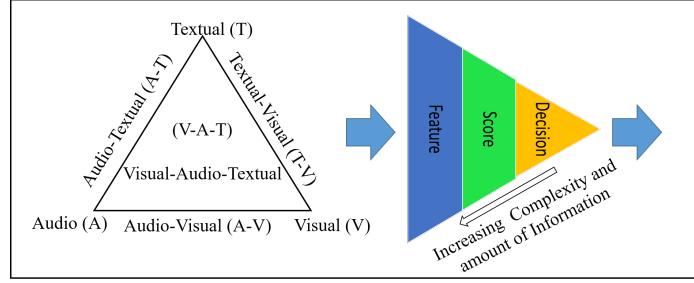 Textual (T)
Audio-Textual (A-T)
Textual-Visual (T-V)
(V-A-T)
Visual-Audio-Textual
Audio (A)
Audio-Visual (A-V)
Visual (V)
Feature
Score
Decision
Increasing Complexity and
amount of Information